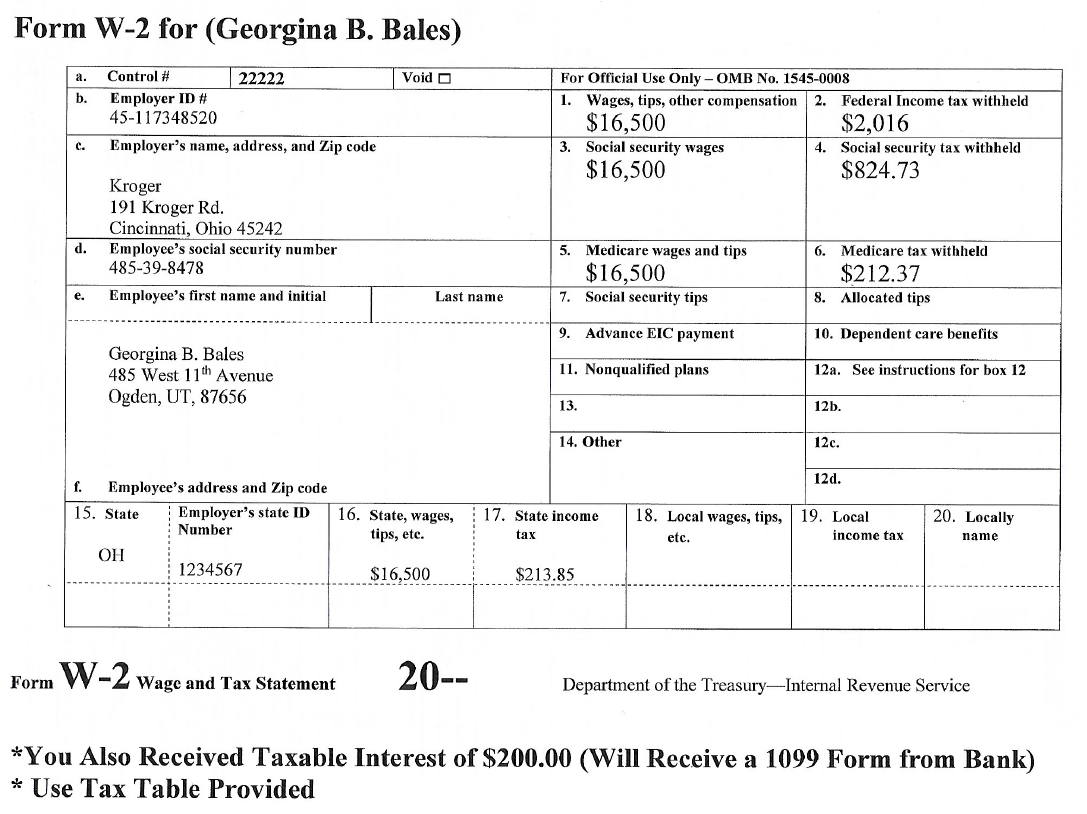 Form W-2 for (Georgina B. Bales)
a. Control # 22222 Void For Official Use Only – OMB No. 1545-0008
b. Employer ID # 1. Wages, tips, other compensation 2. Federal Income tax withheld
45-117348520 $16,500 $2,016
c. Employer's name, address, and Zip code 3. Social security wages 4. Social security tax withheld
$16,500 $824.73
Kroger
191 Kroger Rd.
Cincinnati, Ohio 45242
d. Employee's social security number 5. Medicare wages and tips 6. Medicare tax withheld
485-39-8478 $16,500 $212.37
e. Employee's first name and initial Last name 7. Social security tips 8. Allocated tips
9. Advance EIC payment 10. Dependent care benefits
Georgina B. Bales
485 West 11th Avenue 11. Nonqualified plans 12a. See instructions for box 12
Ogden, UT, 87656
13. 12b.
14. Other 12c.
12d.
f. Employee's address and Zip code
15. State Employer's state ID 16. State, wages, 17. State income 18. Local wages, tips, 19. Local 20. Locally
Number tips, etc. tax etc. income tax name
OH
1234567 $16,500 $213.85
Form W-2 Wage and Tax Statement 20-- Department of the Treasury—Internal Revenue Service
*You Also Received Taxable Interest of $200.00 (Will Receive a 1099 Form from Bank)
* Use Tax Table Provided